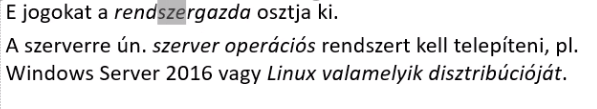 E jogokat a rendszergazda osztja ki.
A szerverre ún. szerver operációs rendszert kell telepíteni, pl.
Windows Server 2016 vagy Linux valamelyik disztribúcióját.